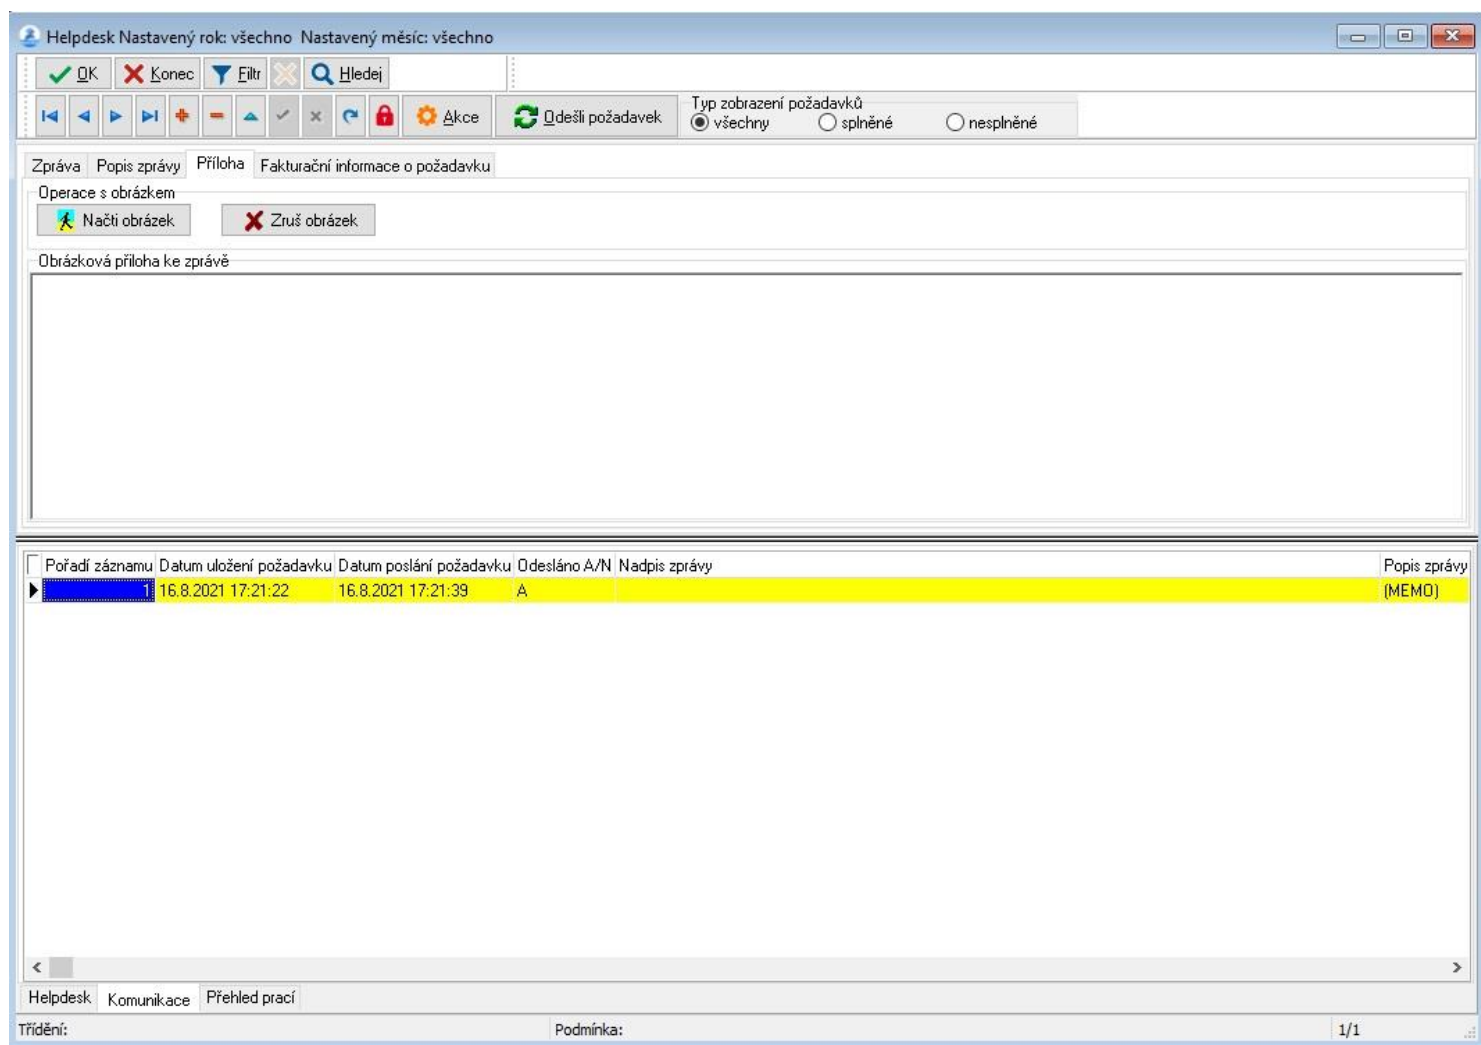 Helpdesk Nastavený rok: všechno  Nastavený měsíc: všechno
OK Konec Filtr Hledej
Akce Odešli požadavek Typ zobrazení požadavků
všechny splněné nesplněné
Zpráva Popis zprávy Příloha Fakturační informace o požadavku
Operace s obrázkem
Načti obrázek Zruš obrázek
Obrázková příloha ke zprávě
Pořadí záznamu Datum uložení požadavku Datum poslání požadavku Odesláno A/N Nadpis zprávy Popis zprávy
1 16.8.2021 17:21:22 16.8.2021 17:21:39 A (MEMO)
Helpdesk Komunikace Přehled prací
Třídění: Podmínka: 1/1